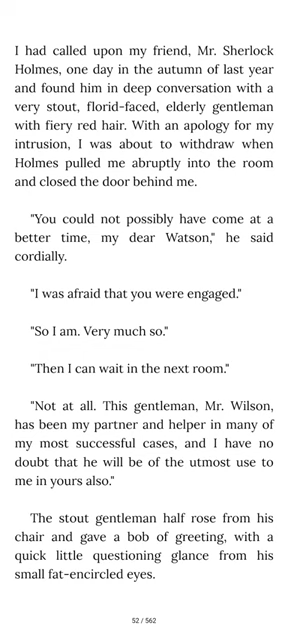 I had called upon my friend, Mr. Sherlock
Holmes, one day in the autumn of last year
and found him in deep conversation with a
very stout, florid-faced, elderly gentleman
with fiery red hair. With an apology for my
intrusion, I was about to withdraw when
Holmes pulled me abruptly into the room
and closed the door behind me.
"You could not possibly have come at a
better time, my dear Watson," he said
cordially.
"I was afraid that you were engaged."
"So I am. Very much so."
"Then I can wait in the next room."
"Not at all. This gentleman, Mr. Wilson,
has been my partner and helper in many of
my most successful cases, and I have no
doubt that he will be of the utmost use to
me in yours also."
The stout gentleman half rose from his
chair and gave a bob of greeting, with a
quick little questioning glance from his
small fat-encircled eyes.
52 / 562